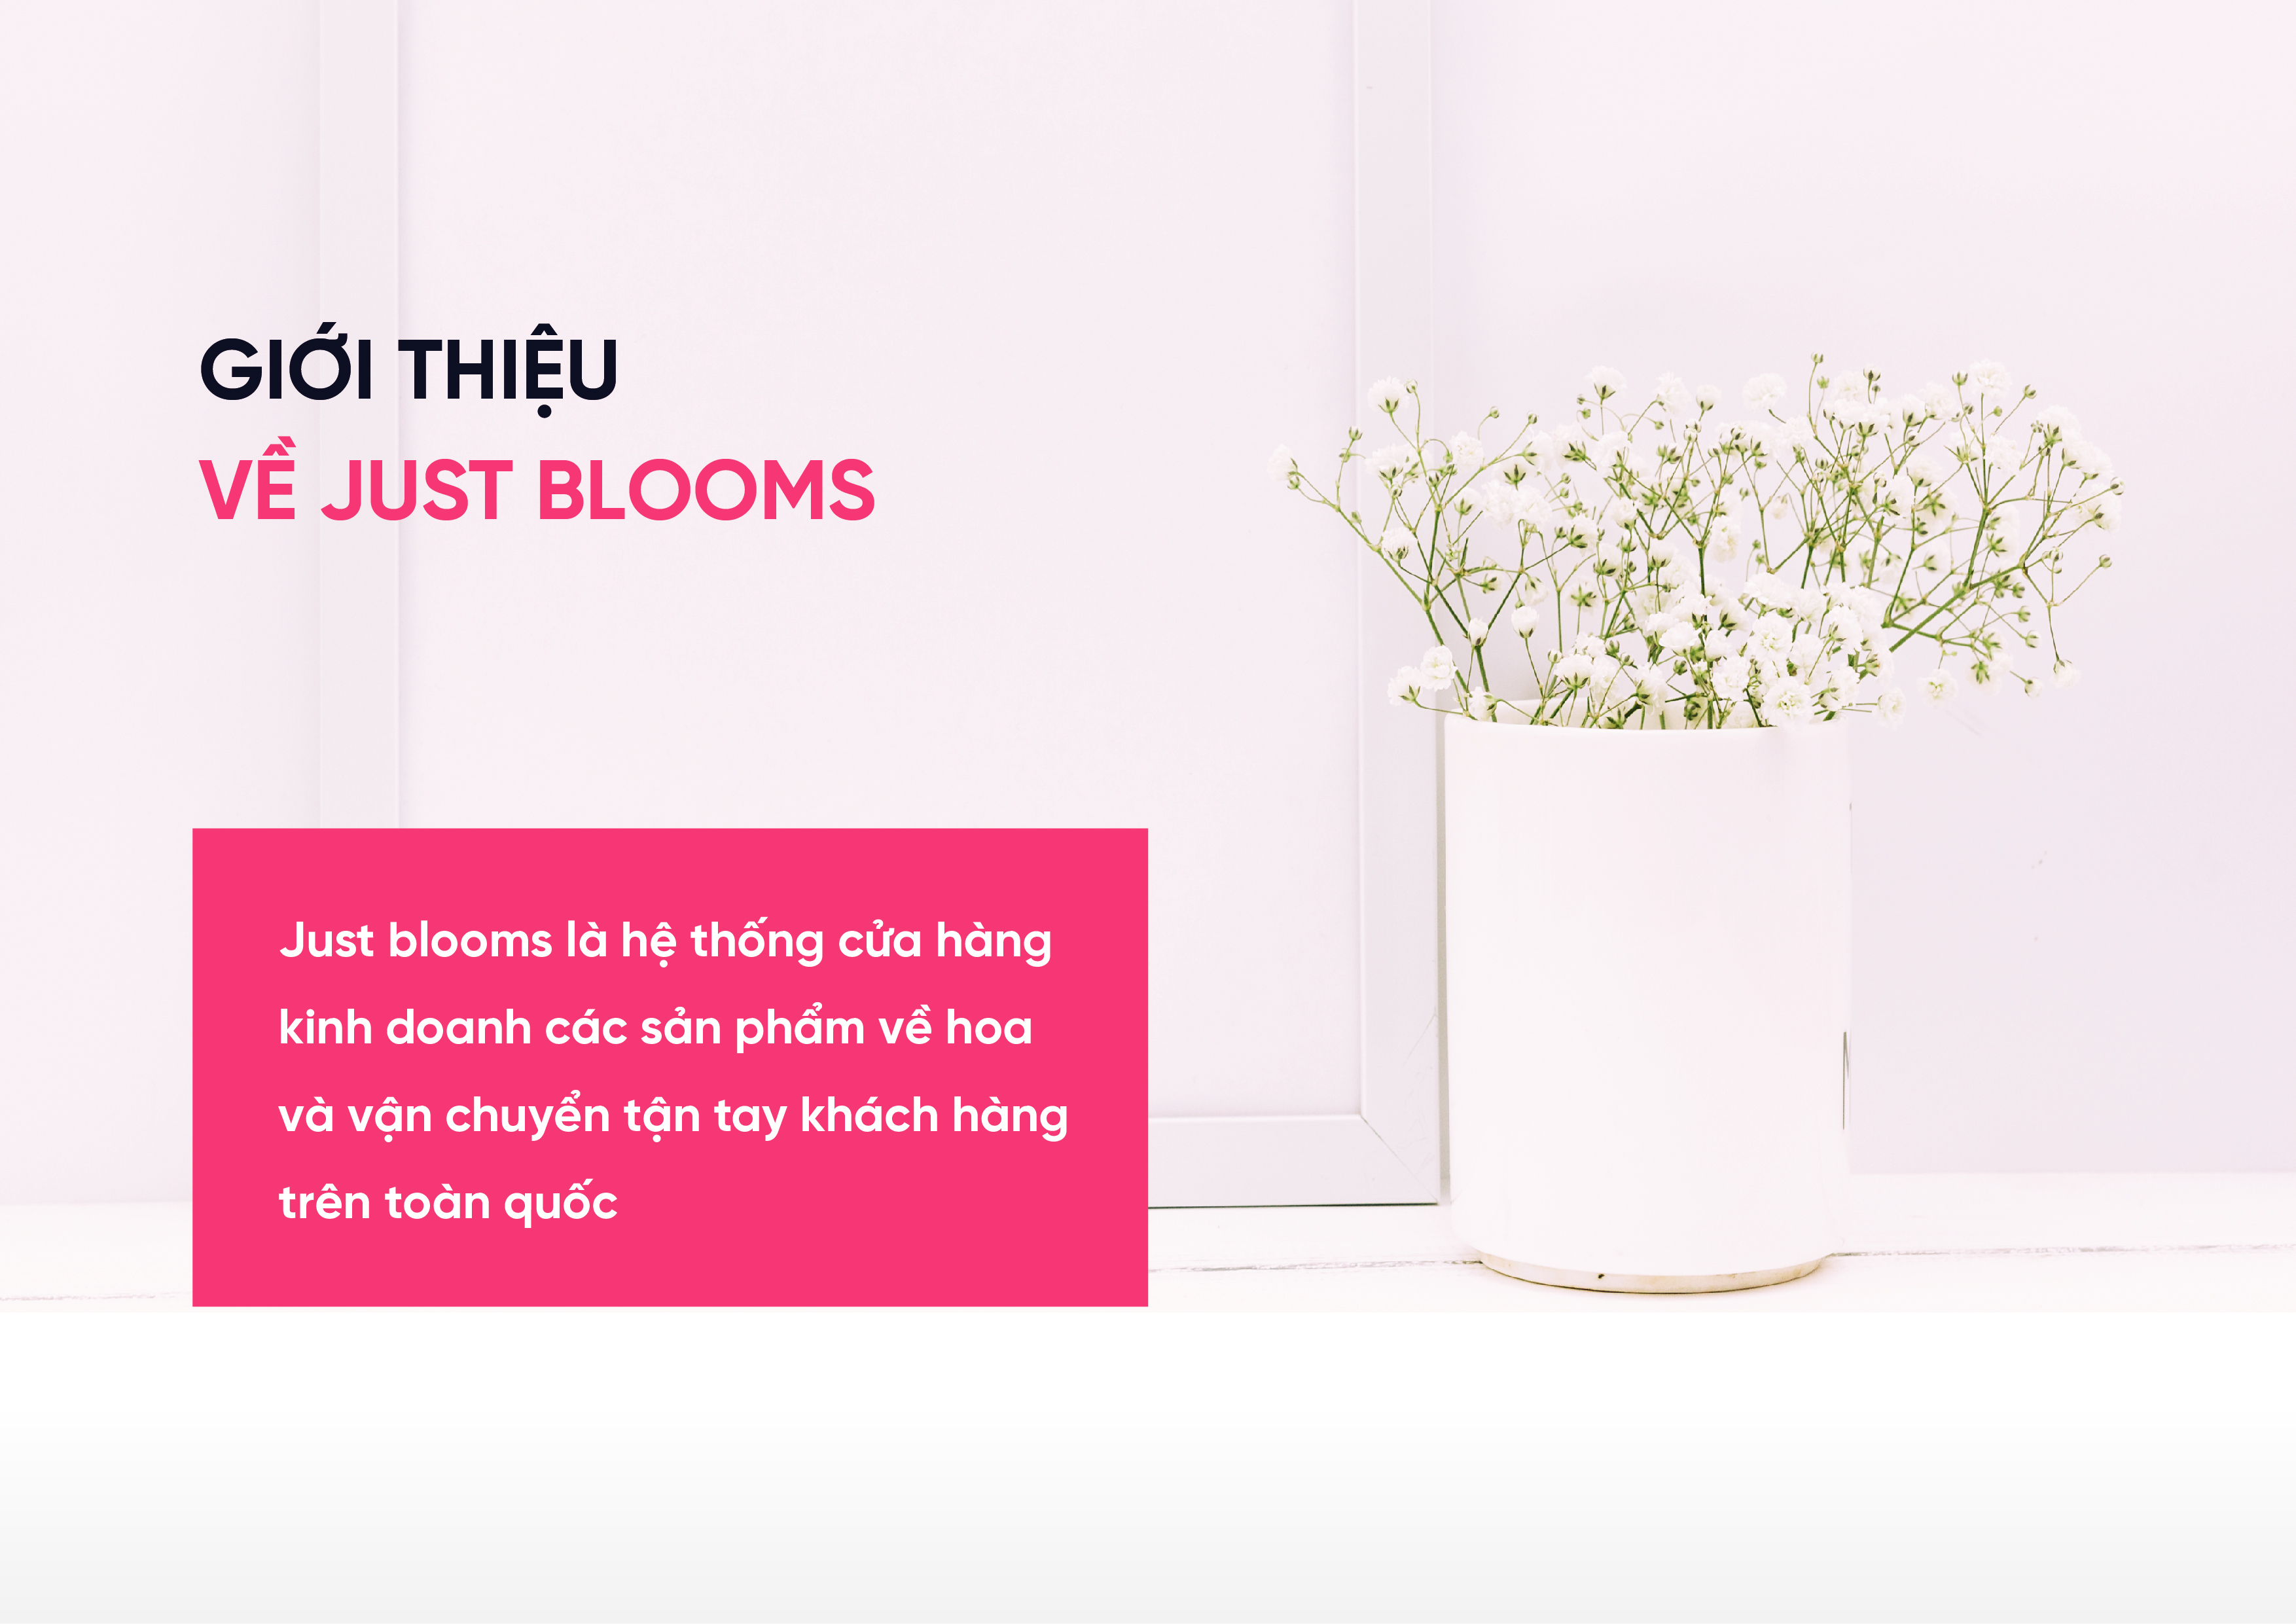 GIỚI THIỆU
VỀ JUST BLOOMS
Just blooms là hệ thống cửa hàng
kinh doanh các sản phẩm về hoa
và vận chuyển tận tay khách hàng
trên toàn quốc